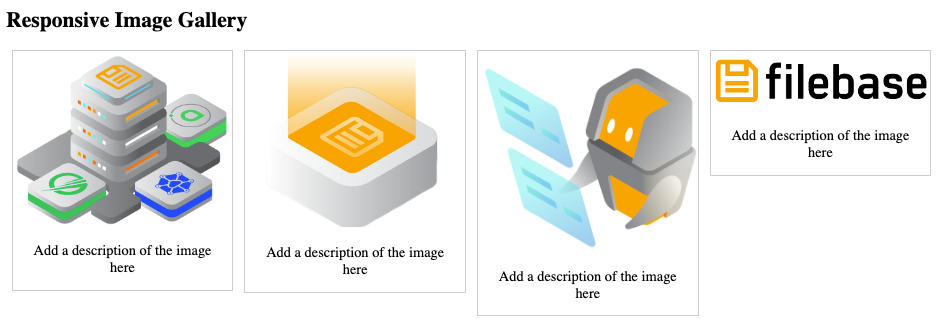 Responsive Image Gallery
Add a description of the image
here
Add a description of the image
here
Add a description of the image
here
filebase
Add a description of the image
here